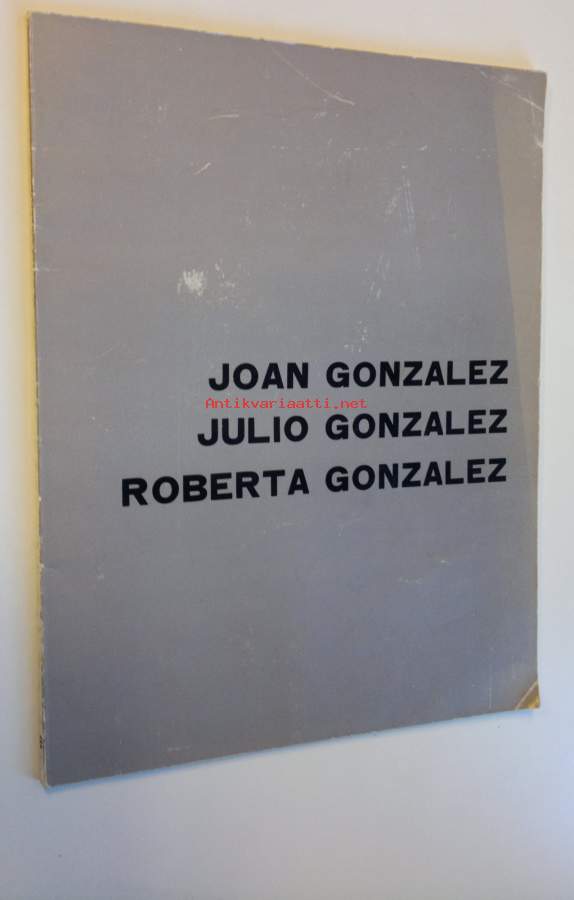 JOAN GONZALEZ
Antikvariaatti.net
JULIO GONZALEZ
ROBERTA GONZALEZ